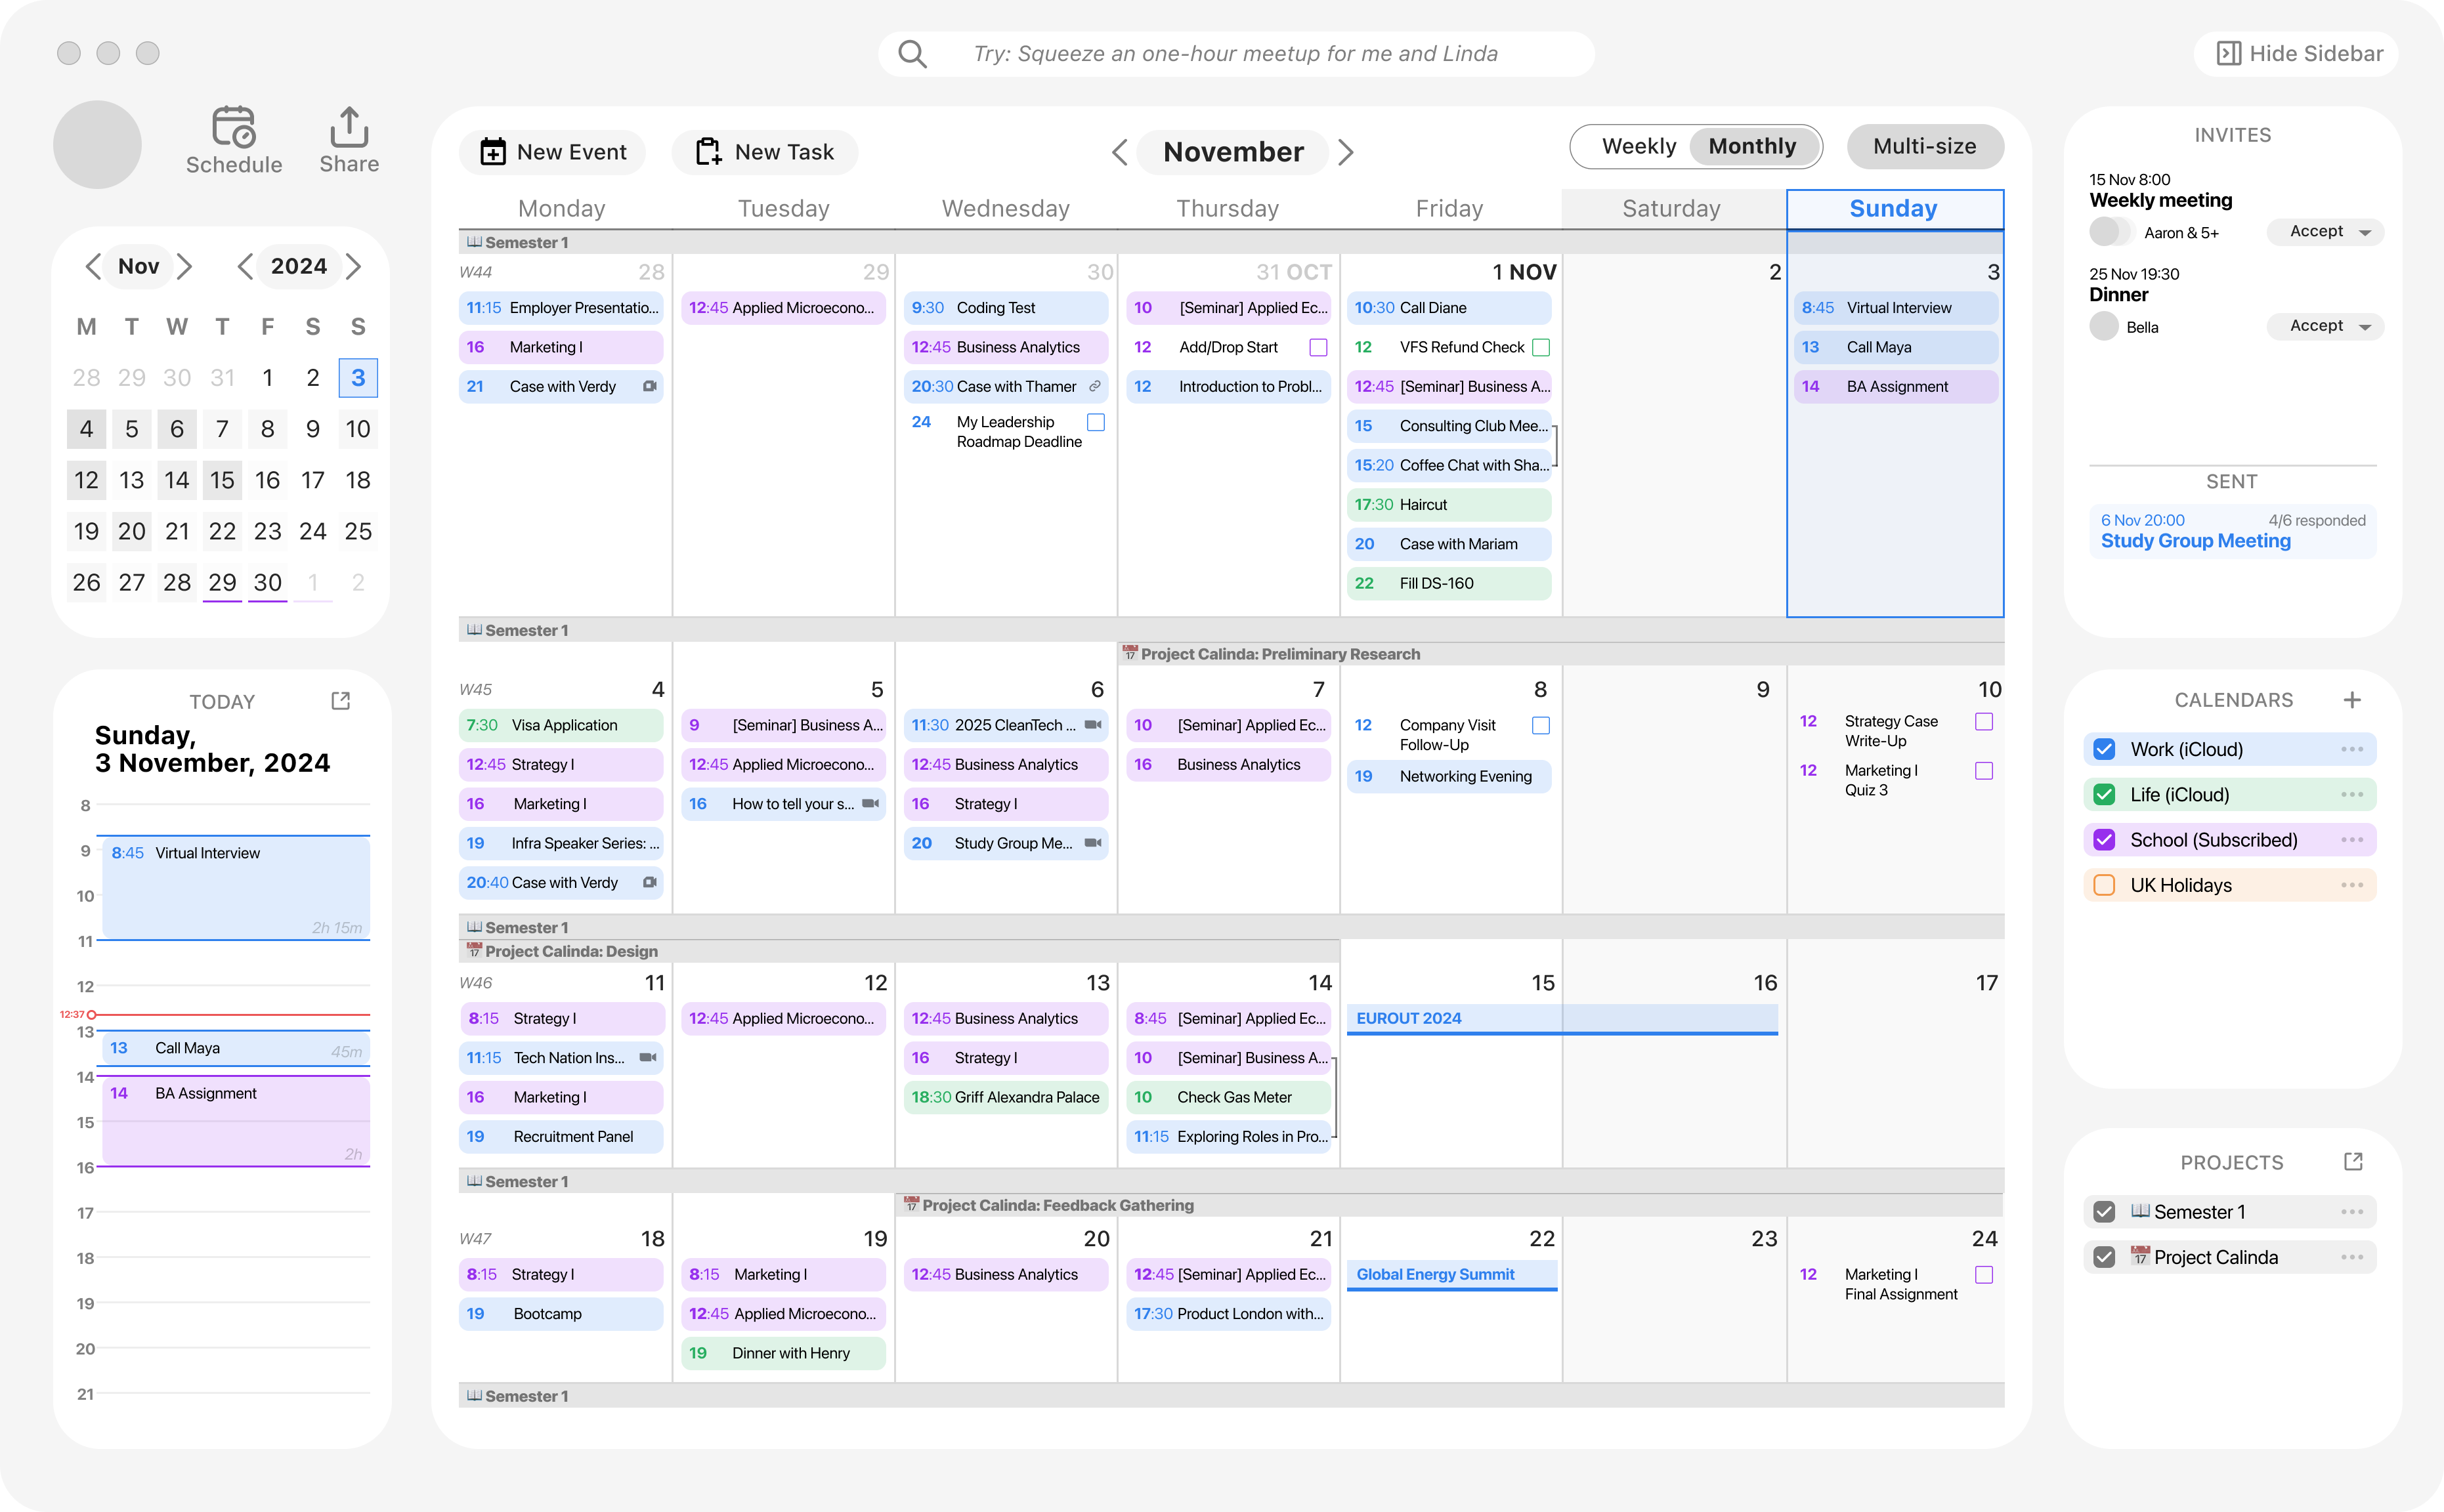 Try: Squeeze an one-hour meetup for me and Linda
Hide Sidebar
Schedule
Share
Nov
2024
M T W T F S S
28 29 30 31 1 2 3
4 5 6 7 8 9 10
12 13 14 15 16 17 18
19 20 21 22 23 24 25
26 27 28 29 30 1 2
TODAY
Sunday,
3 November, 2024
8
8:45 Virtual Interview
9
10
2h 15m
11
12
12:37
13
13 Call Maya 45m
14
14 BA Assignment
15
2h
16
17
18
19
20
21
New Event
New Task
November
Weekly
Monthly
Multi-size
Monday Tuesday Wednesday Thursday Friday Saturday Sunday
Semester 1
W44 28
11:15 Employer Presentatio...
16 Marketing I
21 Case with Verdy
29
12:45 Applied Microecono...
30
9:30 Coding Test
12:45 Business Analytics
20:30 Case with Thamer
24 My Leadership
Roadmap Deadline
31 OCT
10 [Seminar] Applied Ec...
12 Add/Drop Start
12 Introduction to Probl...
1 NOV
10:30 Call Diane
12 VFS Refund Check
12:45 [Seminar] Business A...
15 Consulting Club Mee...
15:20 Coffee Chat with Sha...
17:30 Haircut
20 Case with Mariam
22 Fill DS-160
2
3
8:45 Virtual Interview
13 Call Maya
14 BA Assignment
Semester 1
17 Project Calinda: Preliminary Research
W45 4
7:30 Visa Application
12:45 Strategy I
16 Marketing I
19 Infra Speaker Series: ...
20:40 Case with Verdy
5
9 [Seminar] Business A...
12:45 Applied Microecono...
16 How to tell your s...
6
11:30 2025 CleanTech ...
12:45 Business Analytics
16 Strategy I
20 Study Group Me...
7
10 [Seminar] Applied Ec...
16 Business Analytics
8
12 Company Visit
Follow-Up
19 Networking Evening
9
10
12 Strategy Case
Write-Up
12 Marketing I
Quiz 3
Semester 1
17 Project Calinda: Design
W46 11
8:15 Strategy I
11:15 Tech Nation Ins...
16 Marketing I
19 Recruitment Panel
12
12:45 Applied Microecono...
13
12:45 Business Analytics
16 Strategy I
18:30 Griff Alexandra Palace
14
8:45 [Seminar] Applied Ec...
10 [Seminar] Business A...
10 Check Gas Meter
11:15 Exploring Roles in Pro...
15
EUROUT 2024
16
17
Semester 1
17 Project Calinda: Feedback Gathering
W47 18
8:15 Strategy I
19 Bootcamp
19
8:15 Marketing I
12:45 Applied Microecono...
19 Dinner with Henry
20
12:45 Business Analytics
21
12:45 [Seminar] Applied Ec...
17:30 Product London with...
22
Global Energy Summit
23
24
12 Marketing I
Final Assignment
Semester 1
INVITES
15 Nov 8:00
Weekly meeting
Aaron & 5+
Accept
25 Nov 19:30
Dinner
Bella
Accept
SENT
6 Nov 20:00 4/6 responded
Study Group Meeting
CALENDARS
Work (iCloud)
Life (iCloud)
School (Subscribed)
UK Holidays
PROJECTS
Semester 1
17 Project Calinda